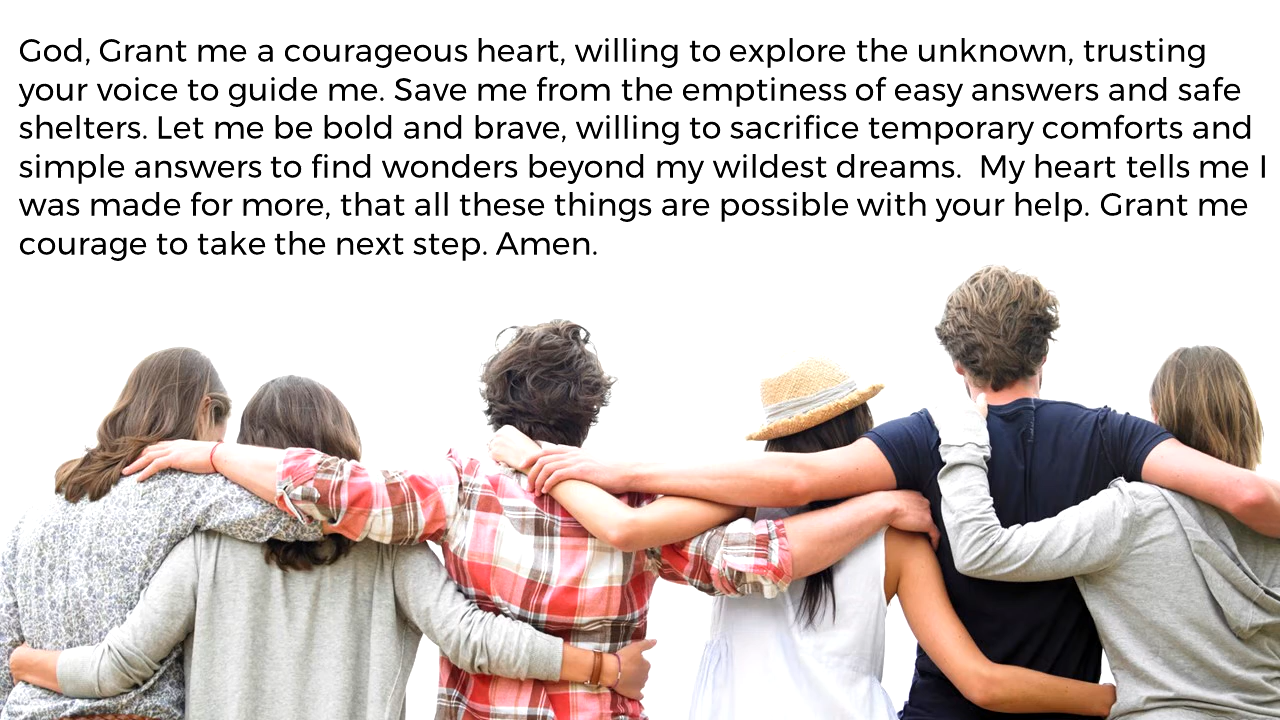 God, Grant me a courageous heart, willing to explore the unknown, trusting
your voice to guide me. Save me from the emptiness of easy answers and safe
shelters. Let me be bold and brave, willing to sacrifice temporary comforts and
simple answers to find wonders beyond my wildest dreams.  My heart tells me I
was made for more, that all these things are possible with your help. Grant me
courage to take the next step. Amen.